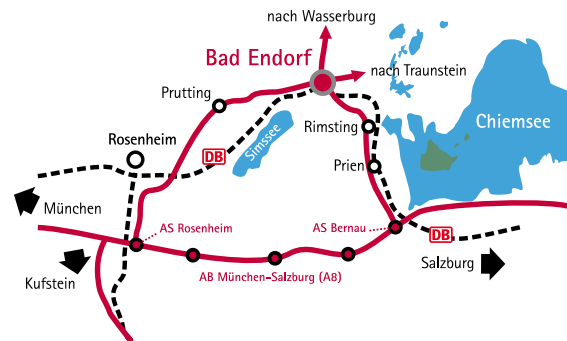 nach Wasserburg
Bad Endorf
nach Traunstein
Prutting
Chiemsee
Rimsting
Rosenheim
DB
Simssee
Prien
München
AS Rosenheim
AS Bernau
DB
Kufstein
AB München-Salzburg (A8)
Salzburg